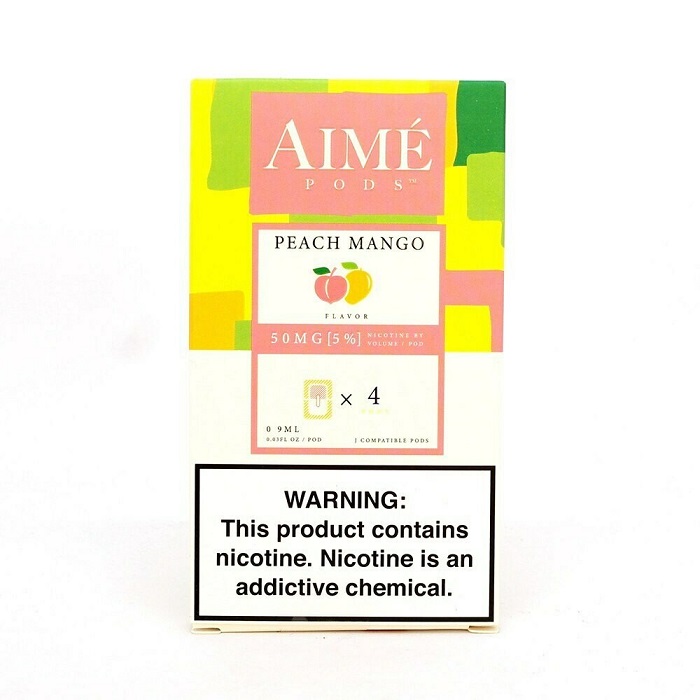 AIMÉ
PODS™
PEACH MANGO
FLAVOR
50MG[5%] NICOTINE BY
VOLUME / POD
× 4
0 9ML
0.03FL OZ / POD
J COMPATIBLE PODS
WARNING:
This product contains
nicotine. Nicotine is an
addictive chemical.